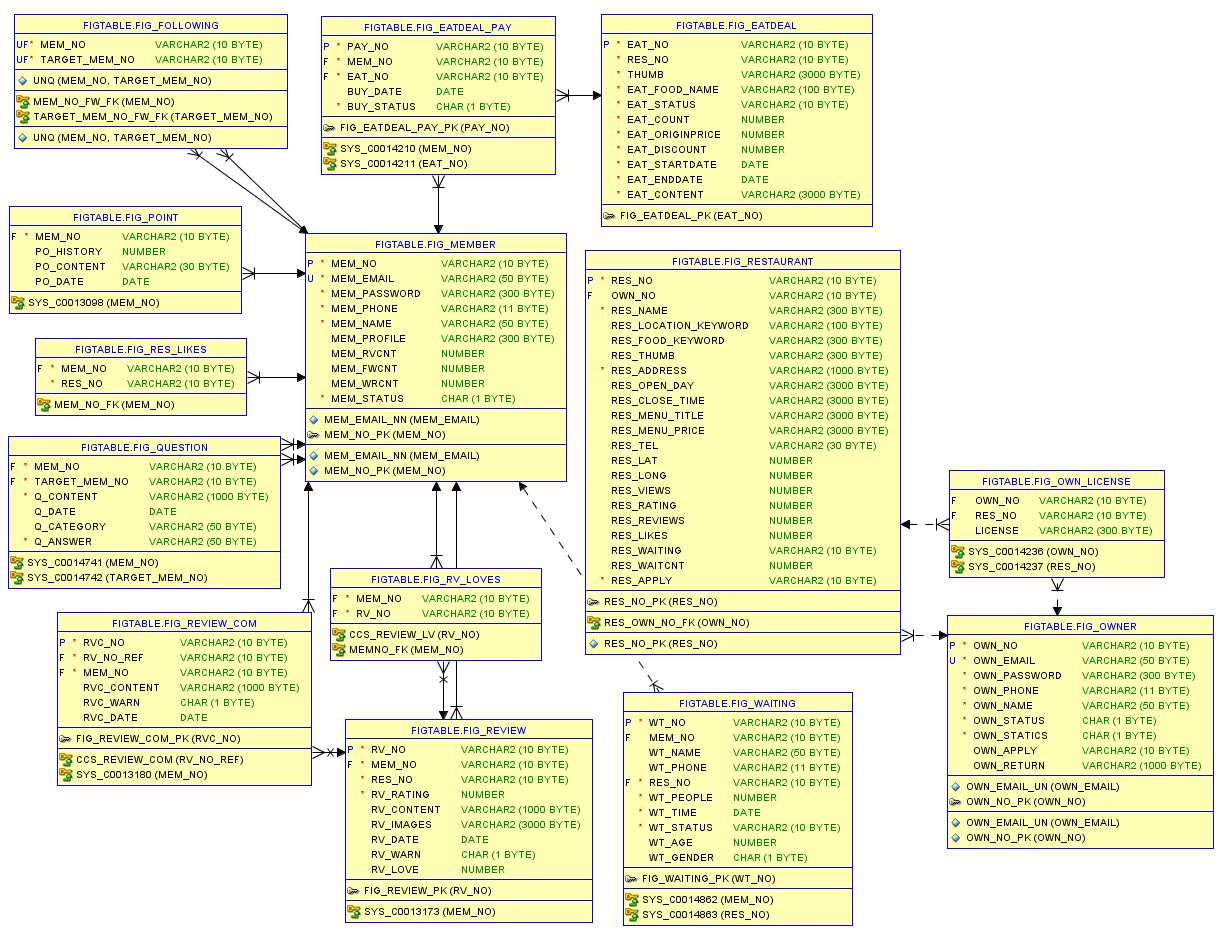 FIGTABLE.FIG_FOLLOWING
UF* MEM_NO VARCHAR2 (10 BYTE)
UF* TARGET_MEM_NO VARCHAR2 (10 BYTE)
UNQ (MEM_NO, TARGET_MEM_NO)
MEM_NO_FW_FK (MEM_NO)
TARGET_MEM_NO_FW_FK (TARGET_MEM_NO)
UNQ (MEM_NO, TARGET_MEM_NO)
FIGTABLE.FIG_EATDEAL_PAY
P * PAY_NO VARCHAR2 (10 BYTE)
F * MEM_NO VARCHAR2 (10 BYTE)
F * EAT_NO VARCHAR2 (10 BYTE)
BUY_DATE DATE
* BUY_STATUS CHAR (1 BYTE)
FIG_EATDEAL_PAY_PK (PAY_NO)
SYS_C0014210 (MEM_NO)
SYS_C0014211 (EAT_NO)
FIGTABLE.FIG_EATDEAL
P * EAT_NO VARCHAR2 (10 BYTE)
* RES_NO VARCHAR2 (10 BYTE)
* THUMB VARCHAR2 (3000 BYTE)
* EAT_FOOD_NAME VARCHAR2 (100 BYTE)
* EAT_STATUS VARCHAR2 (10 BYTE)
* EAT_COUNT NUMBER
* EAT_ORIGINPRICE NUMBER
* EAT_DISCOUNT NUMBER
* EAT_STARTDATE DATE
* EAT_ENDDATE DATE
* EAT_CONTENT VARCHAR2 (3000 BYTE)
FIG_EATDEAL_PK (EAT_NO)
FIGTABLE.FIG_POINT
F * MEM_NO VARCHAR2 (10 BYTE)
PO_HISTORY NUMBER
PO_CONTENT VARCHAR2 (30 BYTE)
PO_DATE DATE
SYS_C0013098 (MEM_NO)
FIGTABLE.FIG_MEMBER
P * MEM_NO VARCHAR2 (10 BYTE)
U * MEM_EMAIL VARCHAR2 (50 BYTE)
* MEM_PASSWORD VARCHAR2 (300 BYTE)
* MEM_PHONE VARCHAR2 (11 BYTE)
* MEM_NAME VARCHAR2 (50 BYTE)
MEM_PROFILE VARCHAR2 (300 BYTE)
MEM_RVCNT NUMBER
MEM_FWCNT NUMBER
MEM_WRCNT NUMBER
* MEM_STATUS CHAR (1 BYTE)
MEM_EMAIL_NN (MEM_EMAIL)
MEM_NO_PK (MEM_NO)
MEM_EMAIL_NN (MEM_EMAIL)
MEM_NO_PK (MEM_NO)
FIGTABLE.FIG_RESTAURANT
P * RES_NO VARCHAR2 (10 BYTE)
F OWN_NO VARCHAR2 (10 BYTE)
* RES_NAME VARCHAR2 (300 BYTE)
RES_LOCATION_KEYWORD VARCHAR2 (100 BYTE)
RES_FOOD_KEYWORD VARCHAR2 (300 BYTE)
RES_THUMB VARCHAR2 (300 BYTE)
* RES_ADDRESS VARCHAR2 (1000 BYTE)
RES_OPEN_DAY VARCHAR2 (3000 BYTE)
RES_CLOSE_TIME VARCHAR2 (3000 BYTE)
RES_MENU_TITLE VARCHAR2 (3000 BYTE)
RES_MENU_PRICE VARCHAR2 (3000 BYTE)
RES_TEL VARCHAR2 (30 BYTE)
RES_LAT NUMBER
RES_LONG NUMBER
RES_VIEWS NUMBER
RES_RATING NUMBER
RES_REVIEWS NUMBER
RES_LIKES NUMBER
RES_WAITING VARCHAR2 (10 BYTE)
RES_WAITCNT NUMBER
* RES_APPLY VARCHAR2 (10 BYTE)
RES_NO_PK (RES_NO)
RES_OWN_NO_FK (OWN_NO)
RES_NO_PK (RES_NO)
FIGTABLE.FIG_RES_LIKES
F * MEM_NO VARCHAR2 (10 BYTE)
* RES_NO VARCHAR2 (10 BYTE)
MEM_NO_FK (MEM_NO)
FIGTABLE.FIG_QUESTION
F * MEM_NO VARCHAR2 (10 BYTE)
F * TARGET_MEM_NO VARCHAR2 (10 BYTE)
* Q_CONTENT VARCHAR2 (1000 BYTE)
Q_DATE DATE
Q_CATEGORY VARCHAR2 (50 BYTE)
* Q_ANSWER VARCHAR2 (50 BYTE)
SYS_C0014741 (MEM_NO)
SYS_C0014742 (TARGET_MEM_NO)
FIGTABLE.FIG_OWN_LICENSE
F OWN_NO VARCHAR2 (10 BYTE)
F RES_NO VARCHAR2 (10 BYTE)
LICENSE VARCHAR2 (300 BYTE)
SYS_C0014236 (OWN_NO)
SYS_C0014237 (RES_NO)
FIGTABLE.FIG_RV_LOVES
F * MEM_NO VARCHAR2 (10 BYTE)
F * RV_NO VARCHAR2 (10 BYTE)
CCS_REVIEW_LV (RV_NO)
MEMNO_FK (MEM_NO)
FIGTABLE.FIG_REVIEW_COM
P * RVC_NO VARCHAR2 (10 BYTE)
F * RV_NO_REF VARCHAR2 (10 BYTE)
F * MEM_NO VARCHAR2 (10 BYTE)
RVC_CONTENT VARCHAR2 (1000 BYTE)
RVC_WARN CHAR (1 BYTE)
RVC_DATE DATE
FIG_REVIEW_COM_PK (RVC_NO)
CCS_REVIEW_COM (RV_NO_REF)
SYS_C0013180 (MEM_NO)
FIGTABLE.FIG_OWNER
P * OWN_NO VARCHAR2 (10 BYTE)
U * OWN_EMAIL VARCHAR2 (50 BYTE)
* OWN_PASSWORD VARCHAR2 (300 BYTE)
* OWN_PHONE VARCHAR2 (11 BYTE)
* OWN_NAME VARCHAR2 (50 BYTE)
* OWN_STATUS CHAR (1 BYTE)
* OWN_STATICS CHAR (1 BYTE)
OWN_APPLY VARCHAR2 (10 BYTE)
OWN_RETURN VARCHAR2 (1000 BYTE)
OWN_EMAIL_UN (OWN_EMAIL)
OWN_NO_PK (OWN_NO)
OWN_EMAIL_UN (OWN_EMAIL)
OWN_NO_PK (OWN_NO)
FIGTABLE.FIG_REVIEW
P * RV_NO VARCHAR2 (10 BYTE)
F * MEM_NO VARCHAR2 (10 BYTE)
* RES_NO VARCHAR2 (10 BYTE)
* RV_RATING NUMBER
RV_CONTENT VARCHAR2 (1000 BYTE)
RV_IMAGES VARCHAR2 (3000 BYTE)
RV_DATE DATE
RV_WARN CHAR (1 BYTE)
RV_LOVE NUMBER
FIG_REVIEW_PK (RV_NO)
SYS_C0013173 (MEM_NO)
FIGTABLE.FIG_WAITING
P * WT_NO VARCHAR2 (10 BYTE)
F MEM_NO VARCHAR2 (10 BYTE)
WT_NAME VARCHAR2 (50 BYTE)
WT_PHONE VARCHAR2 (11 BYTE)
F * RES_NO VARCHAR2 (10 BYTE)
* WT_PEOPLE NUMBER
* WT_TIME DATE
* WT_STATUS VARCHAR2 (10 BYTE)
WT_AGE NUMBER
WT_GENDER CHAR (1 BYTE)
FIG_WAITING_PK (WT_NO)
SYS_C0014862 (MEM_NO)
SYS_C0014863 (RES_NO)